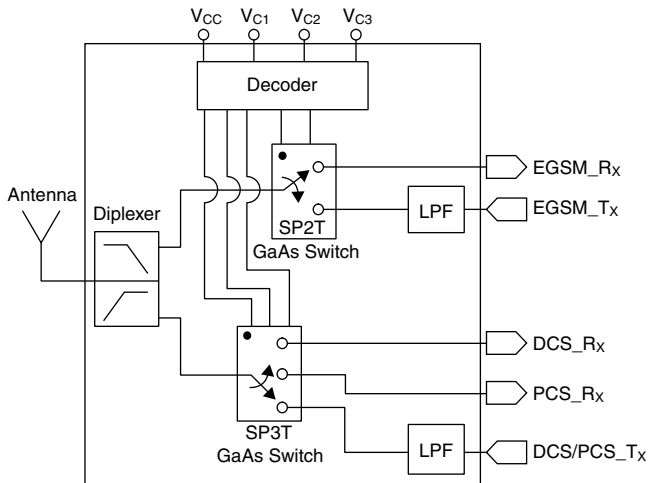 VCC VC1 VC2 VC3
Decoder
EGSM_RX
Antenna
Diplexer
LPF
EGSM_TX
SP2T
GaAs Switch
DCS_RX
PCS_RX
SP3T
GaAs Switch
LPF
DCS/PCS_TX